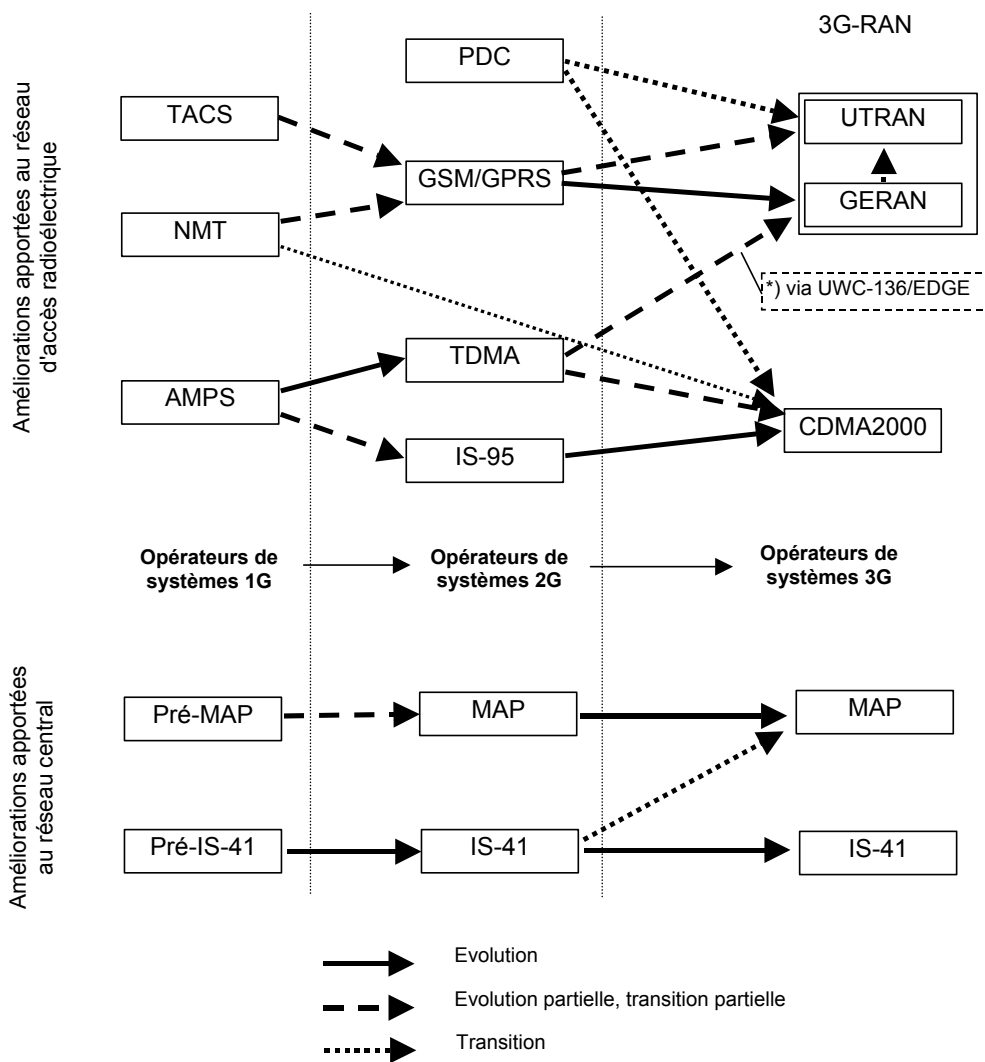 3G-RAN
PDC
TACS
UTRAN
GSM/GPRS
GERAN
NMT
*) via UWC-136/EDGE
TDMA
AMPS
CDMA2000
IS-95
Améliorations apportées au réseau
d'accès radioélectrique
Opérateurs de
systèmes 1G
Opérateurs de
systèmes 2G
Opérateurs de
systèmes 3G
Améliorations apportées
au réseau central
Pré-MAP
MAP
MAP
Pré-IS-41
IS-41
IS-41
Evolution
Evolution partielle, transition partielle
Transition